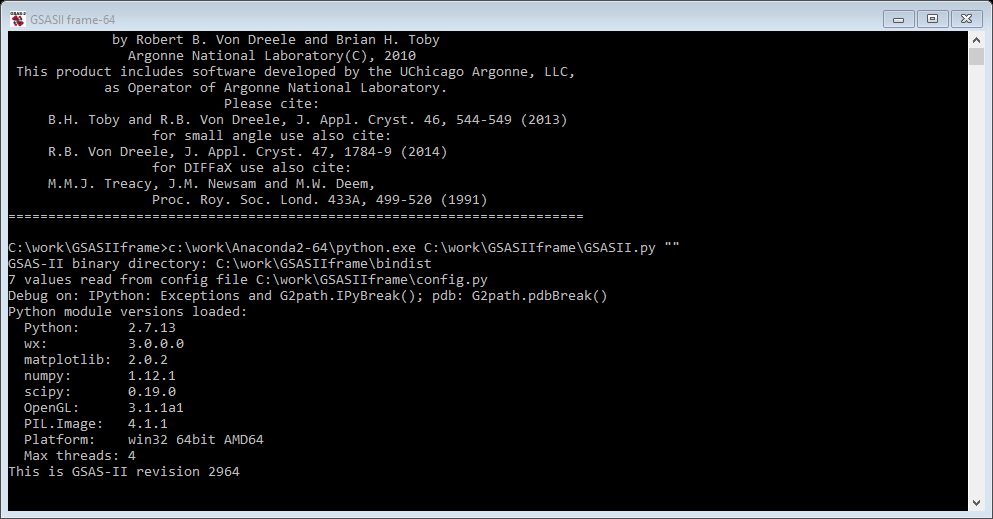 GSASII frame-64
by Robert B. Von Dreele and Brian H. Toby
Argonne National Laboratory(C), 2010
This product includes software developed by the UChicago Argonne, LLC,
as Operator of Argonne National Laboratory.
Please cite:
B.H. Toby and R.B. Von Dreele, J. Appl. Cryst. 46, 544-549 (2013)
for small angle use also cite:
R.B. Von Dreele, J. Appl. Cryst. 47, 1784-9 (2014)
for DIFFaX use also cite:
M.M.J. Treacy, J.M. Newsam and M.W. Deem,
Proc. Roy. Soc. Lond. 433A, 499-520 (1991)
========================================================================
C:\work\GSASIIframe>c:\work\Anaconda2-64\python.exe C:\work\GSASIIframe\GSASII.py ""
GSAS-II binary directory: C:\work\GSASIIframe\bindist
7 values read from config file C:\work\GSASIIframe\config.py
Debug on: IPython: Exceptions and G2path.IPyBreak(); pdb: G2path.pdbBreak()
Python module versions loaded:
Python: 2.7.13
wx: 3.0.0.0
matplotlib: 2.0.2
numpy: 1.12.1
scipy: 0.19.0
OpenGL: 3.1.1a1
PIL.Image: 4.1.1
Platform: win32 64bit AMD64
Max threads: 4
This is GSAS-II revision 2964